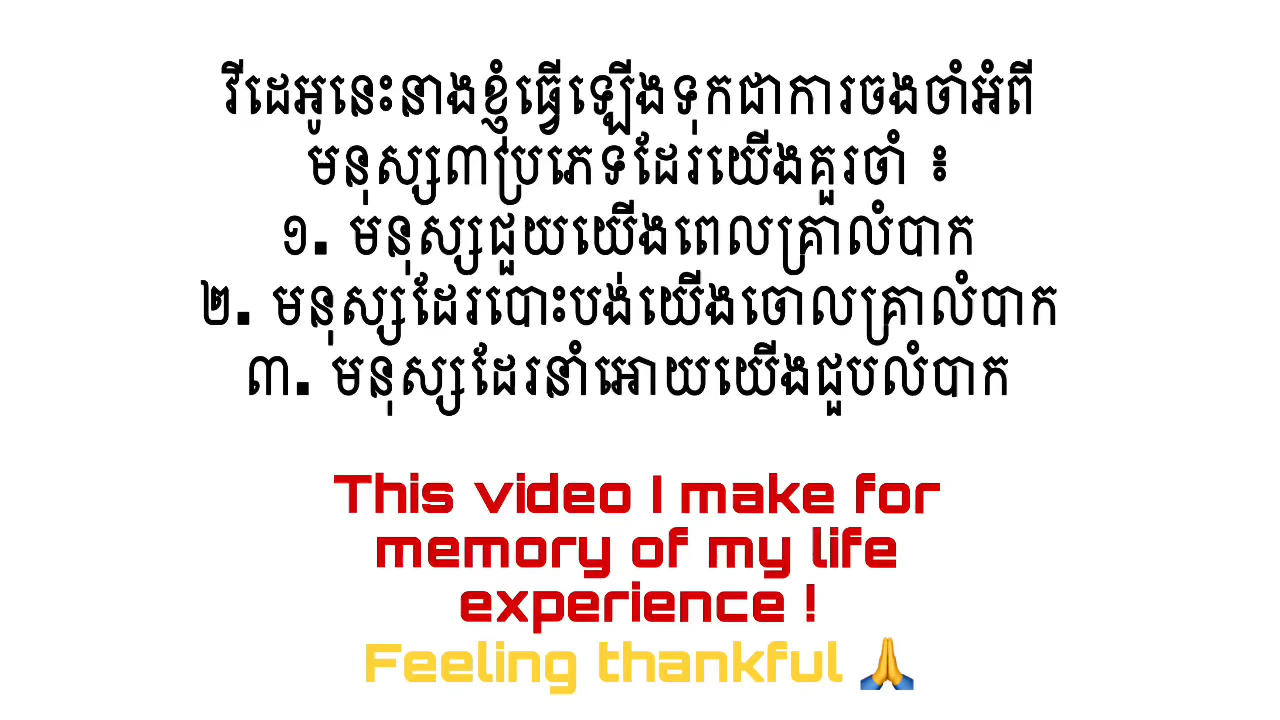 វីដេអូនេះនាងខ្ញុំធ្វើឡើងទុកជាការចងចាំអំពី
មនុស្ស៣ប្រភេទដែរយើងគួរចាំ ៖
១. មនុស្សជួយយើងពេលគ្រាលំបាក
២. មនុស្សដែរបោះបង់យើងចោលគ្រាលំបាក
៣. មនុស្សដែរនាំអោយយើងជួបលំបាក
This video I make for
memory of my life
experience !
Feeling thankful 🙏